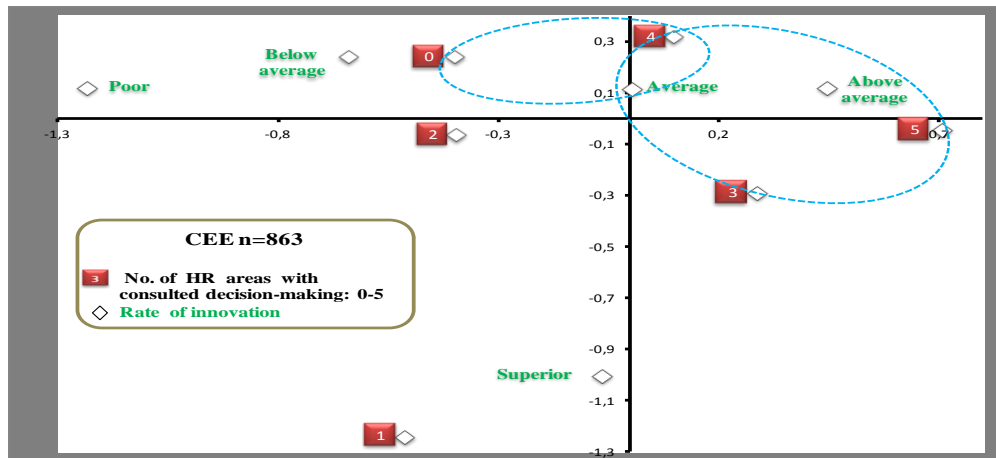 0,3
4
Below
average
0
Poor
0,1
Average
Above
average
-1,3
-0,8
-0,3
0,2
0,7
2
-0,1
5
-0,3
3
CEE n=863
3 No. of HR areas with
consulted decision-making: 0-5
Rate of innovation
-0,5
-0,7
-0,9
Superior
-1,1
1
-1,3